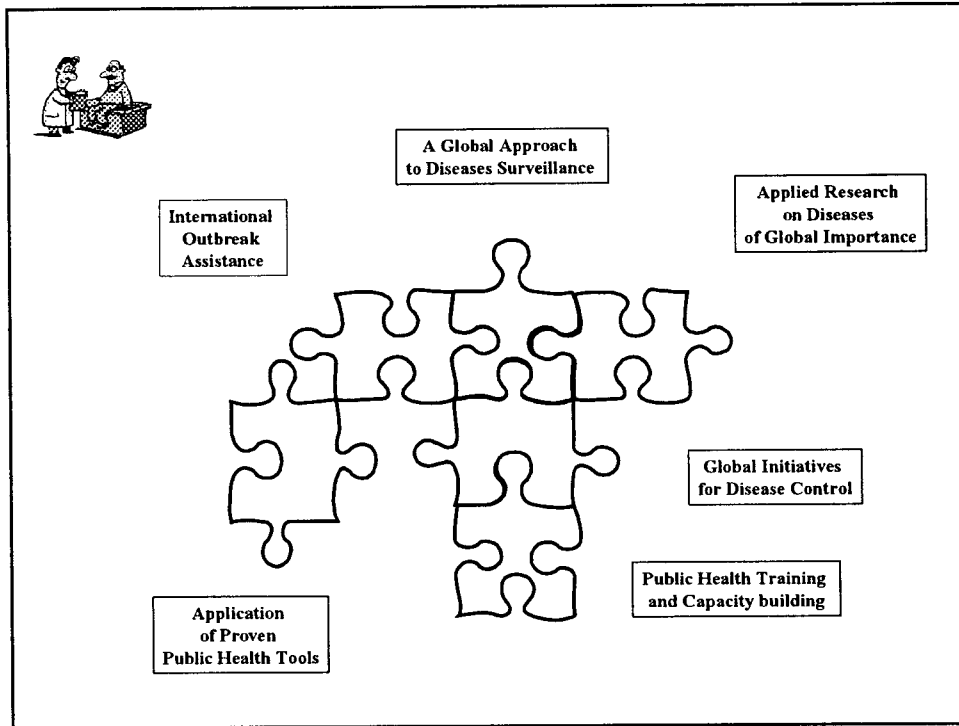 A Global Approach
to Diseases Surveillance
International
Outbreak
Assistance
Applied Research
on Diseases
of Global Importance
Global Initiatives
for Disease Control
Public Health Training
and Capacity building
Application
of Proven
Public Health Tools